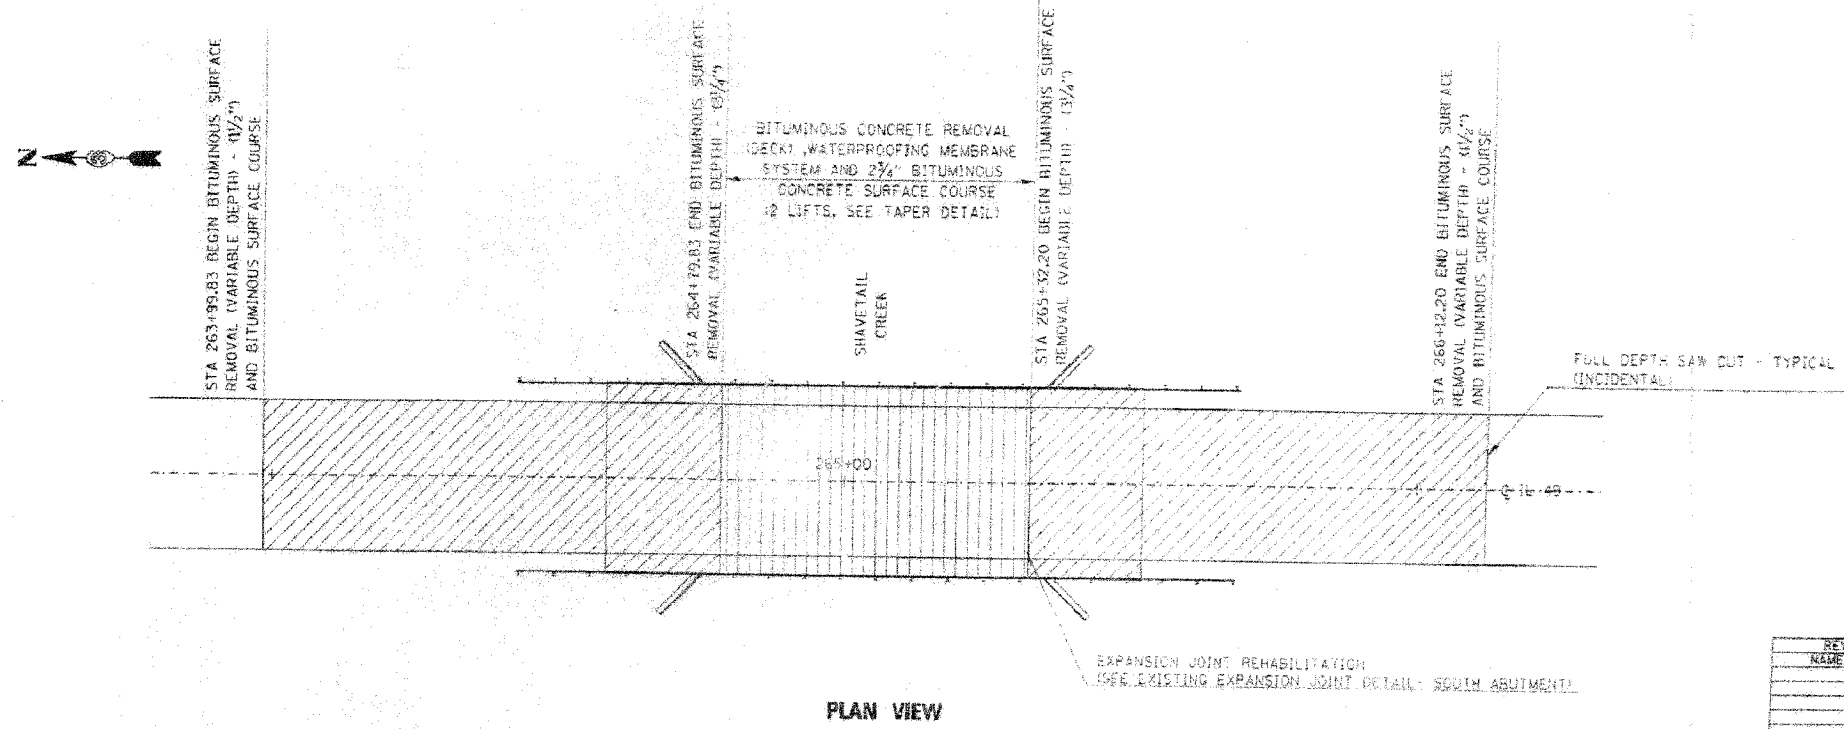 N
STA 263+99.83 BEGIN BITUMINOUS SURFACE
REMOVAL (VARIABLE DEPTH) - (1½")
AND BITUMINOUS SURFACE COURSE
STA 264+79.83 END BITUMINOUS SURFACE
REMOVAL (VARIABLE DEPTH) - (3¼")
BITUMINOUS CONCRETE REMOVAL
(DECK), WATERPROOFING MEMBRANE
SYSTEM AND 2¾" BITUMINOUS
CONCRETE SURFACE COURSE
(2 LIFTS, SEE TAPER DETAIL)
SHAVETAIL
CREEK
STA 265+32.20 BEGIN BITUMINOUS SURFACE
REMOVAL (VARIABLE DEPTH) - (3¼")
STA 266+12.20 END BITUMINOUS SURFACE
REMOVAL (VARIABLE DEPTH) - (1½")
AND BITUMINOUS SURFACE COURSE
FULL DEPTH SAW CUT - TYPICAL
(INCIDENTAL)
265+00
IL 49
EXPANSION JOINT REHABILITATION
(SEE EXISTING EXPANSION JOINT DETAIL- SOUTH ABUTMENT)
PLAN VIEW
NAME